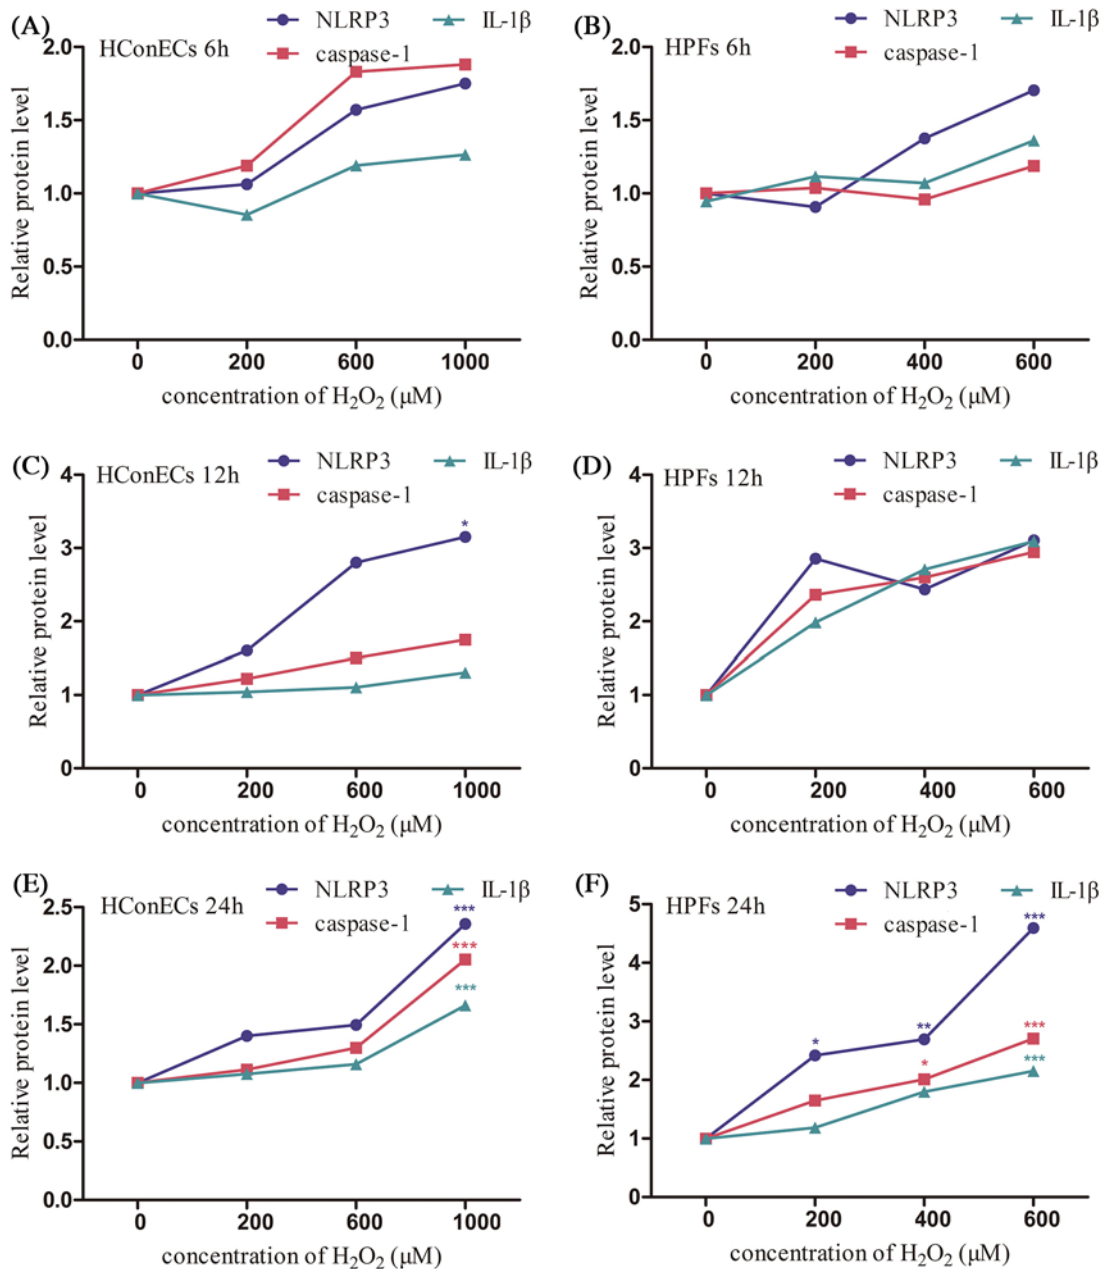 (A)
HConECs 6h
NLRP3
IL-1β
caspase-1
2.0
1.5
1.0
0.5
0.0
Relative protein level
0 200 600 1000
concentration of H₂O₂ (μM)
(B)
HPFs 6h
NLRP3
IL-1β
caspase-1
2.0
1.5
1.0
0.5
0.0
Relative protein level
0 200 400 600
concentration of H₂O₂ (μM)
(C)
HConECs 12h
NLRP3
IL-1β
caspase-1
4
3
2
1
0
*
Relative protein level
0 200 600 1000
concentration of H₂O₂ (μM)
(D)
HPFs 12h
NLRP3
IL-1β
caspase-1
4
3
2
1
0
Relative protein level
0 200 400 600
concentration of H₂O₂ (μM)
(E)
HConECs 24h
NLRP3
IL-1β
caspase-1
2.5
2.0
1.5
1.0
0.5
0.0
***
***
***
Relative protein level
0 200 600 1000
concentration of H₂O₂ (μM)
(F)
HPFs 24h
NLRP3
IL-1β
caspase-1
5
4
3
2
1
0
***
* ** ***
* ***
Relative protein level
0 200 400 600
concentration of H₂O₂ (μM)